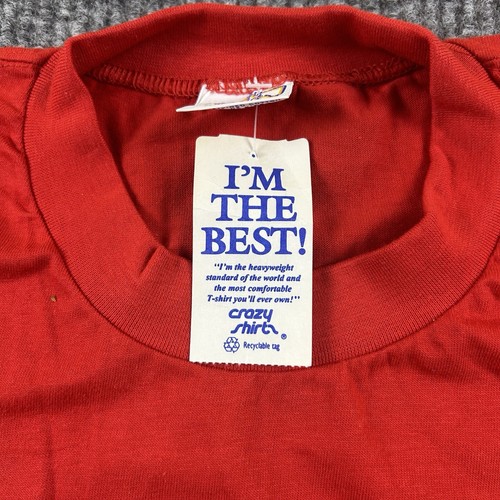 I'M
THE
BEST!
"I'm the heavyweight
standard of the world and
the most comfortable
T-shirt you'll ever own!"
crazy
shirts®
Recyclable tag